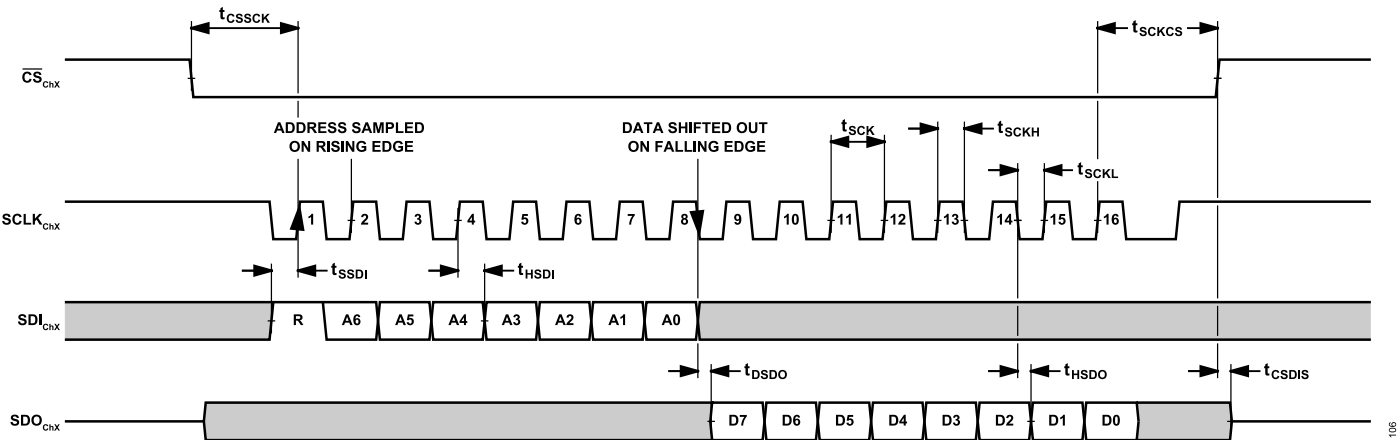 tCSSCK
tSCKCS
CSChX
ADDRESS SAMPLED
ON RISING EDGE
DATA SHIFTED OUT
ON FALLING EDGE
tSCK
tSCKH
tSCKL
SCLKChX
1 2 3 4 5 6 7 8 9 10 11 12 13 14 15 16
tSSDI
tHSDI
SDIChX
R A6 A5 A4 A3 A2 A1 A0
tDSDO
tHSDO
tCSDIS
SDOChX
D7 D6 D5 D4 D3 D2 D1 D0
106